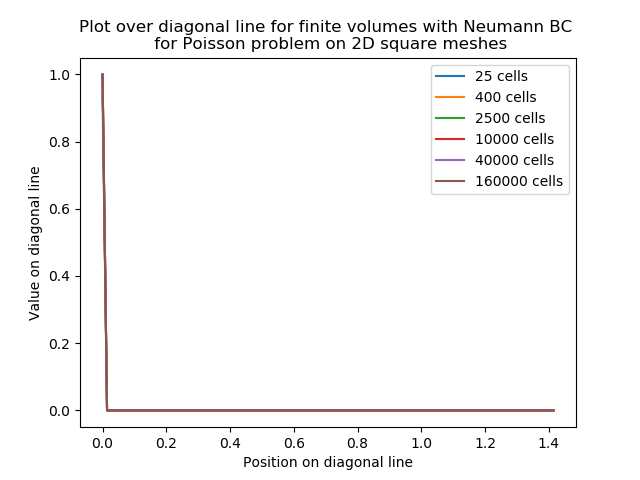 Plot over diagonal line for finite volumes with Neumann BC
for Poisson problem on 2D square meshes
1.0
0.8
0.6
0.4
0.2
0.0
Value on diagonal line
25 cells
400 cells
2500 cells
10000 cells
40000 cells
160000 cells
0.0 0.2 0.4 0.6 0.8 1.0 1.2 1.4
Position on diagonal line